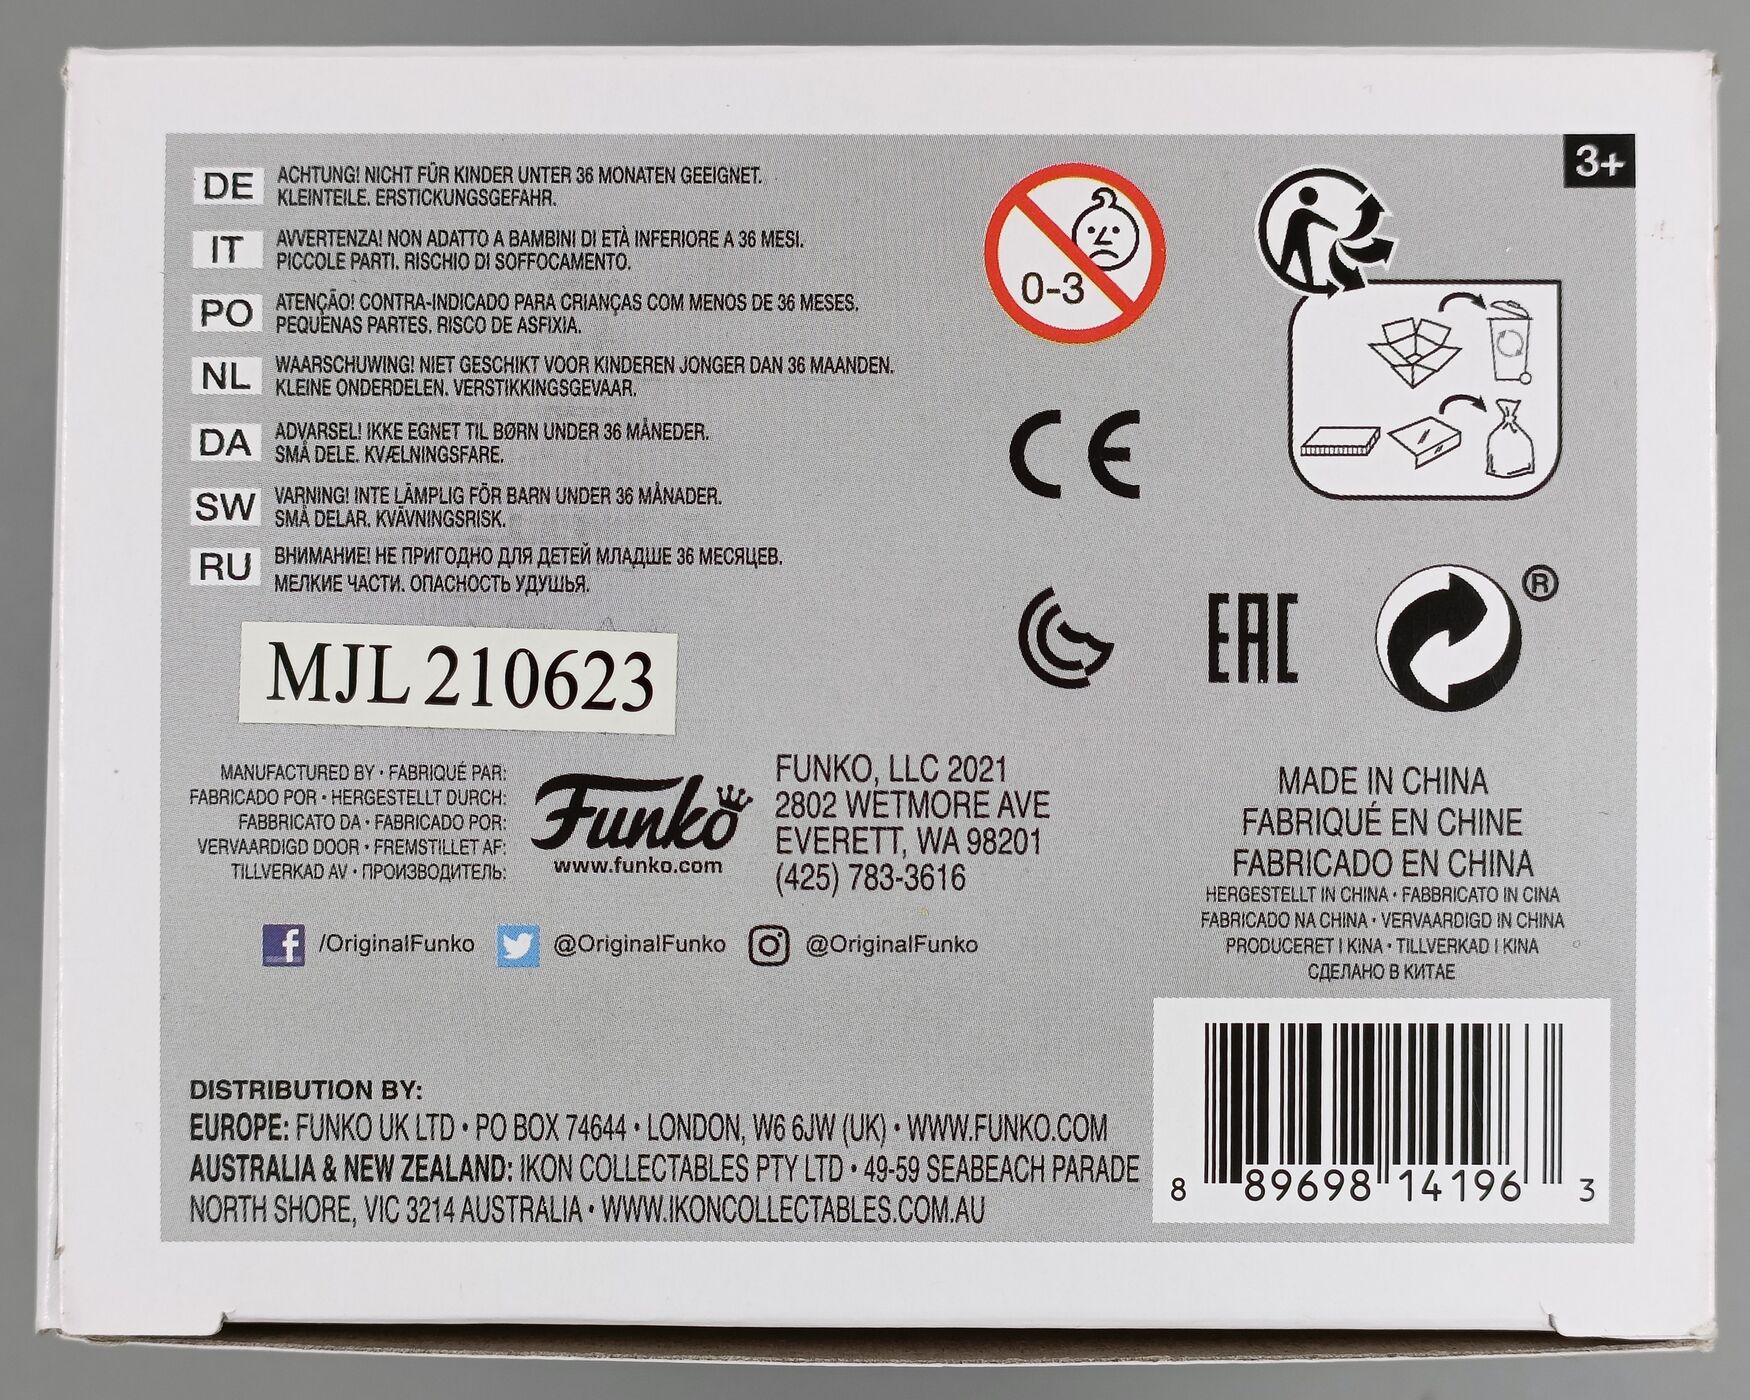 3+
DE ACHTUNG! NICHT FÜR KINDER UNTER 36 MONATEN GEEIGNET.
KLEINTEILE. ERSTICKUNGSGEFAHR.
IT AVVERTENZA! NON ADATTO A BAMBINI DI ETÀ INFERIORE A 36 MESI.
PICCOLE PARTI. RISCHIO DI SOFFOCAMENTO.
PO ATENÇÃO! CONTRA-INDICADO PARA CRIANÇAS COM MENOS DE 36 MESES.
PEQUENAS PARTES. RISCO DE ASFIXIA.
NL WAARSCHUWING! NIET GESCHIKT VOOR KINDEREN JONGER DAN 36 MAANDEN.
KLEINE ONDERDELEN. VERSTIKKINGSGEVAAR.
DA ADVARSEL! IKKE EGNET TIL BØRN UNDER 36 MÅNEDER.
SMÅ DELE. KVÆLNINGSFARE.
SW VARNING! INTE LÄMPLIG FÖR BARN UNDER 36 MÅNADER.
SMÅ DELAR. KVÄVNINGSRISK.
RU ВНИМАНИЕ! НЕ ПРИГОДНО ДЛЯ ДЕТЕЙ МЛАДШЕ 36 МЕСЯЦЕВ.
МЕЛКИЕ ЧАСТИ. ОПАСНОСТЬ УДУШЬЯ.
0-3
CE
EAC
®
MJL 210623
MANUFACTURED BY • FABRIQUÉ PAR:
FABRICADO POR • HERGESTELLT DURCH:
FABBRICATO DA • FABRICADO POR:
VERVAARDIGD DOOR • FREMSTILLET AF:
TILLVERKAD AV • ПРОИЗВОДИТЕЛЬ:
Funko
www.funko.com
FUNKO, LLC 2021
2802 WETMORE AVE
EVERETT, WA 98201
(425) 783-3616
MADE IN CHINA
FABRIQUÉ EN CHINE
FABRICADO EN CHINA
HERGESTELLT IN CHINA • FABBRICATO IN CINA
FABRICADO NA CHINA • VERVAARDIGD IN CHINA
PRODUCERET I KINA • TILLVERKAD I KINA
СДЕЛАНО В КИТАЕ
f /OriginalFunko @OriginalFunko @OriginalFunko
DISTRIBUTION BY:
EUROPE: FUNKO UK LTD • PO BOX 74644 • LONDON, W6 6JW (UK) • WWW.FUNKO.COM
AUSTRALIA & NEW ZEALAND: IKON COLLECTABLES PTY LTD • 49-59 SEABEACH PARADE
NORTH SHORE, VIC 3214 AUSTRALIA • WWW.IKONCOLLECTABLES.COM.AU
8 89698 14196 3